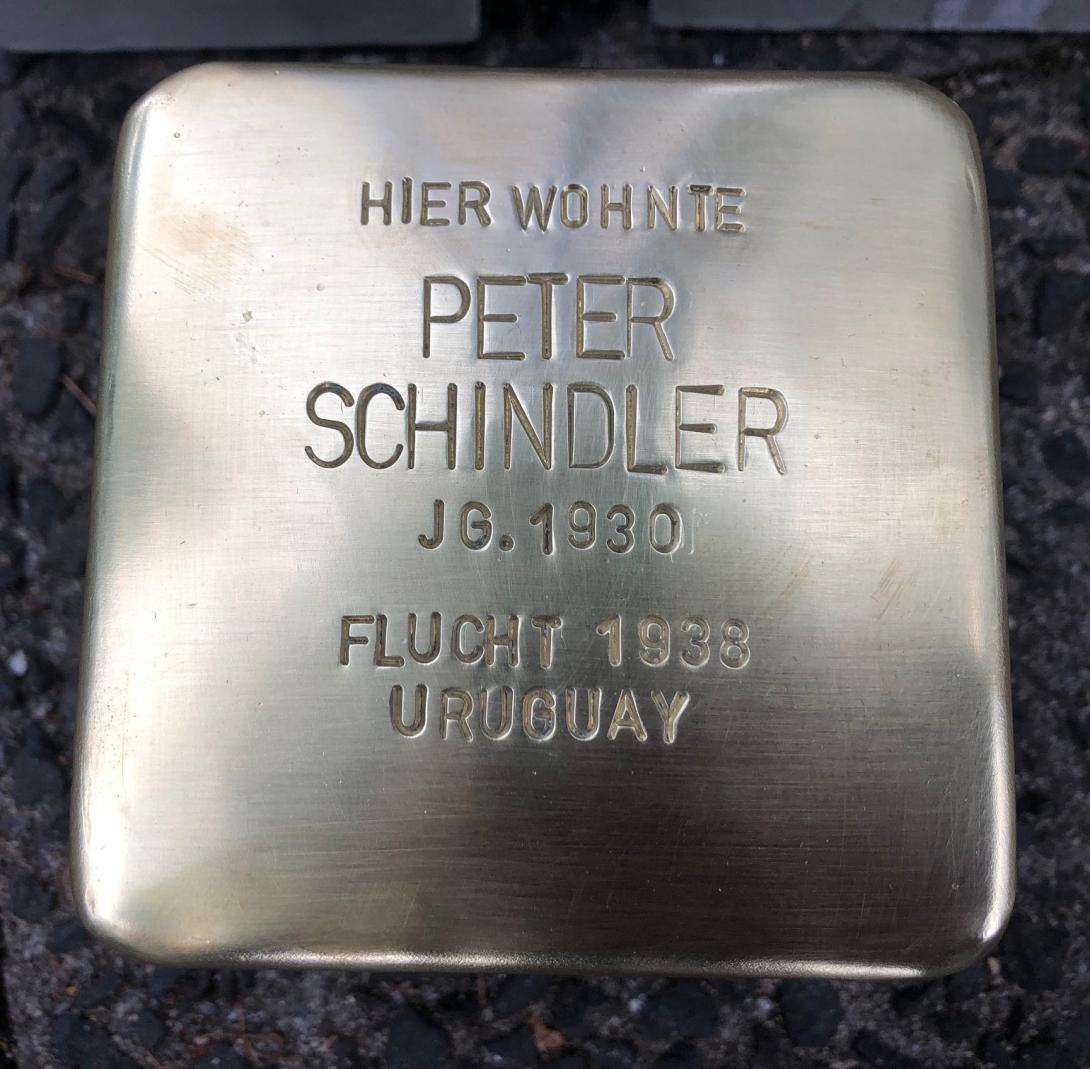 HIER WOHNTE
PETER
SCHINDLER
JG. 1930
FLUCHT 1938
URUGUAY